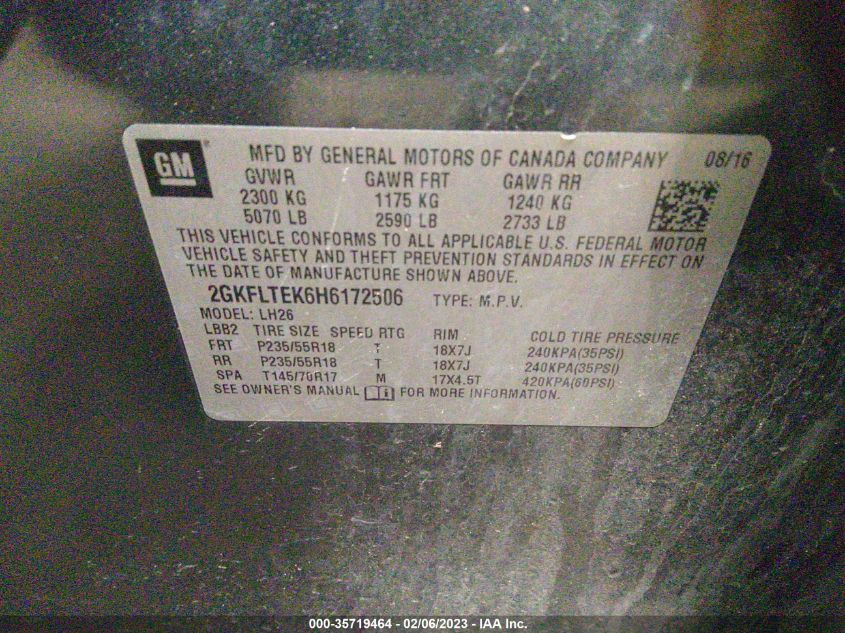 GM ®
MFD BY GENERAL MOTORS OF CANADA COMPANY 08/16
GVWR GAWR FRT GAWR RR
2300 KG 1175 KG 1240 KG
5070 LB 2590 LB 2733 LB
THIS VEHICLE CONFORMS TO ALL APPLICABLE U.S. FEDERAL MOTOR
VEHICLE SAFETY AND THEFT PREVENTION STANDARDS IN EFFECT ON
THE DATE OF MANUFACTURE SHOWN ABOVE.
2GKFLTEK6H6172506 TYPE: M.P.V.
MODEL: LH26
LBB2 TIRE SIZE SPEED RTG RIM COLD TIRE PRESSURE
FRT P235/55R18 T 18X7J 240KPA(35PSI)
RR P235/55R18 T 18X7J 240KPA(35PSI)
SPA T145/70R17 M 17X4.5T 420KPA(60PSI)
SEE OWNER'S MANUAL FOR MORE INFORMATION.
000-35719464 - 02/06/2023 - IAA Inc.